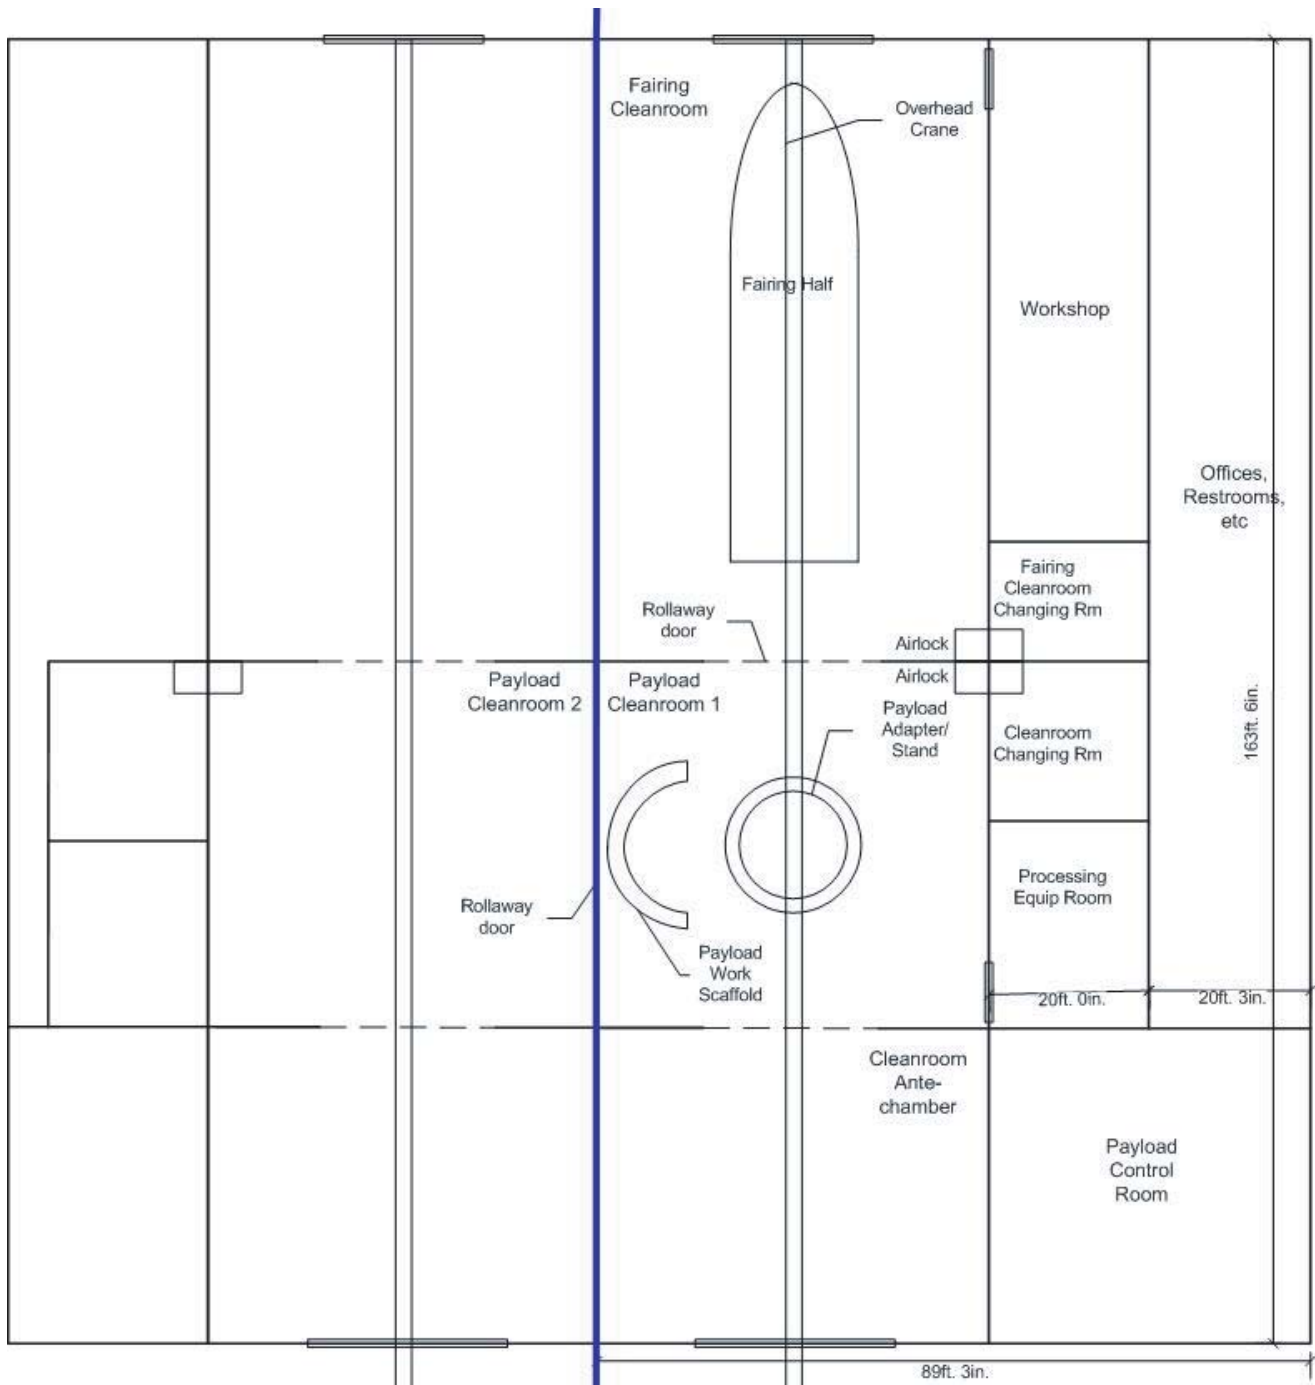 Fairing
Cleanroom
Overhead
Crane
Fairing Half
Workshop
Offices,
Restrooms,
etc
Fairing
Cleanroom
Changing Rm
Rollaway
door
Airlock
Airlock
Payload
Cleanroom 2
Payload
Cleanroom 1
Payload
Adapter/
Stand
Cleanroom
Changing Rm
163ft. 6in.
Processing
Equip Room
Rollaway
door
Payload
Work
Scaffold
20ft. 0in.
20ft. 3in.
Cleanroom
Ante-
chamber
Payload
Control
Room
89ft. 3in.